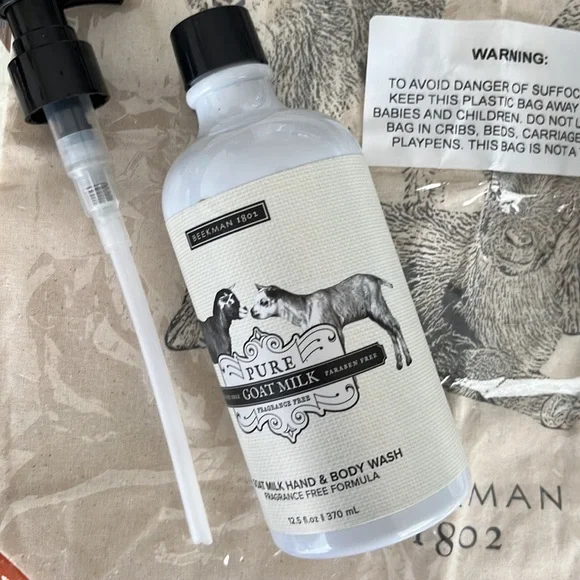 WARNING:
TO AVOID DANGER OF SUFFOC
KEEP THIS PLASTIC BAG AWAY
BABIES AND CHILDREN. DO NOT U
BAG IN CRIBS, BEDS, CARRIAGE
PLAYPENS. THIS BAG IS NOT A
BEEKMAN 1802
PURE
GOAT MILK
PARABEN FREE
FRAGRANCE FREE
GOAT MILK HAND & BODY WASH
FRAGRANCE FREE FORMULA
12.5 fl.oz | 370 mL
KMAN
1802